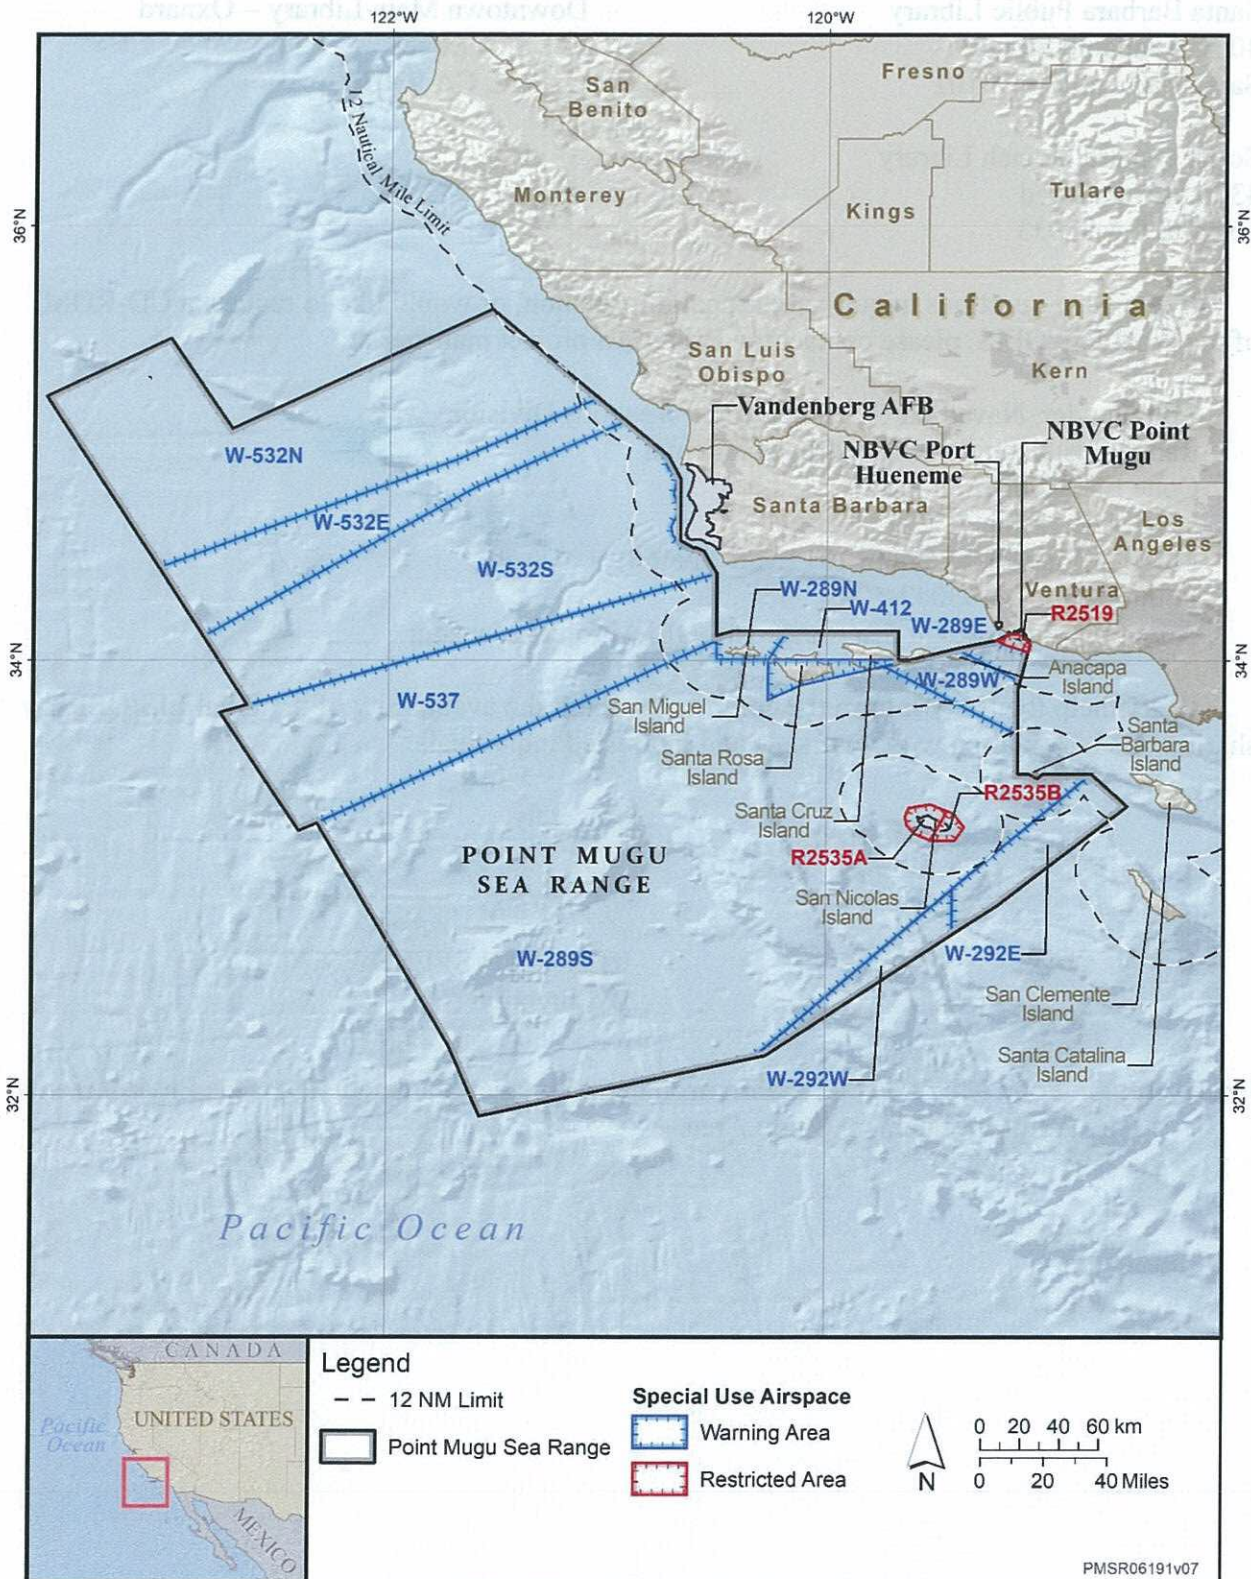 122°W
120°W
36°N
36°N
34°N
34°N
32°N
32°N
12 Nautical Mile Limit
San
Benito
Fresno
Monterey
Kings
Tulare
California
San Luis
Obispo
Kern
Vandenberg AFB
NBVC Port
Hueneme
NBVC Point
Mugu
Santa Barbara
Los
Angeles
Ventura
W-532N
W-532E
W-532S
W-537
W-289N
W-412
W-289E
R2519
W-289W
Anacapa
Island
San Miguel
Island
Santa Rosa
Island
Santa Cruz
Island
Santa
Barbara
Island
R2535B
R2535A
San Nicolas
Island
POINT MUGU
SEA RANGE
W-289S
W-292E
W-292W
San Clemente
Island
Santa Catalina
Island
Pacific Ocean
CANADA
UNITED STATES
Pacific
Ocean
MEXICO
Legend
12 NM Limit
Point Mugu Sea Range
Special Use Airspace
Warning Area
Restricted Area
N
0 20 40 60 km
0 20 40 Miles
PMSR06191v07